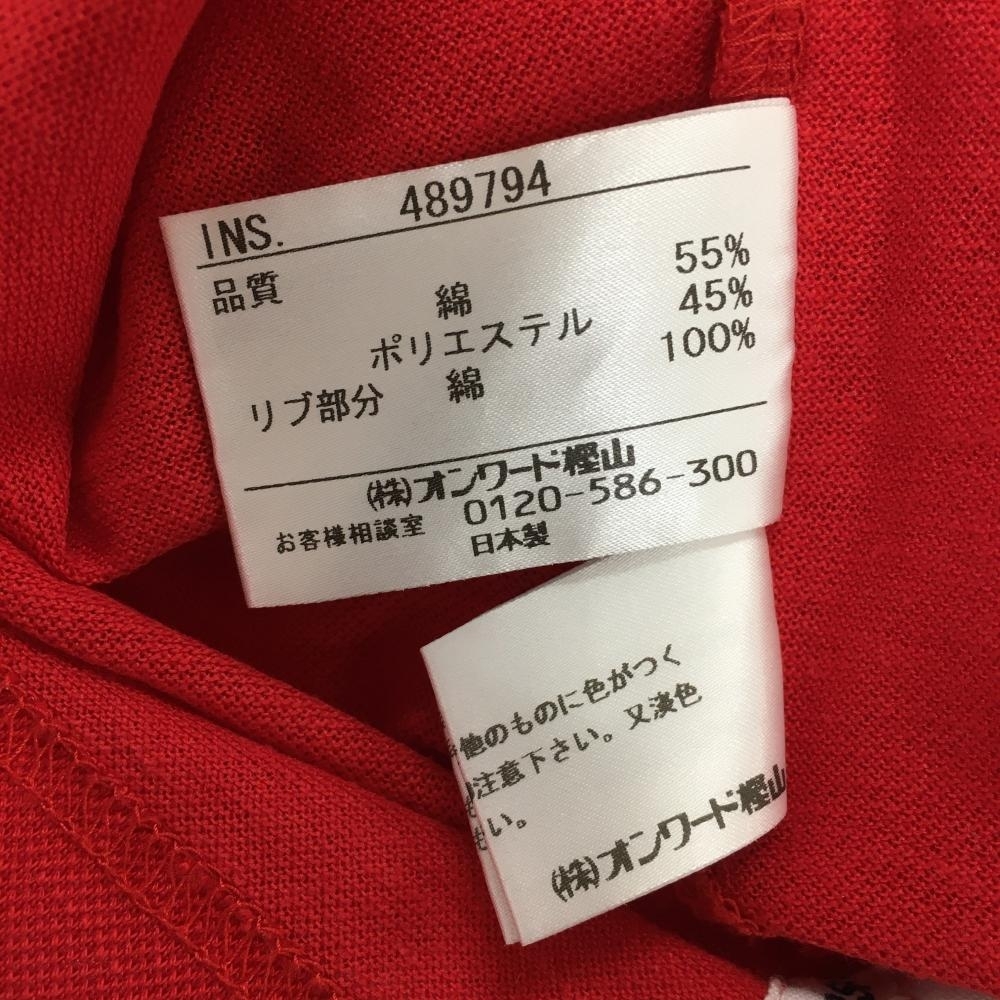 INS. 489794
品質 綿 55%
ポリエステル 45%
リブ部分 綿 100%
(株)オンワード樫山
お客様相談室 0120-586-300
日本製
他のものに色がつく
注意下さい。又淡色
さい。
(株)オンワード樫山